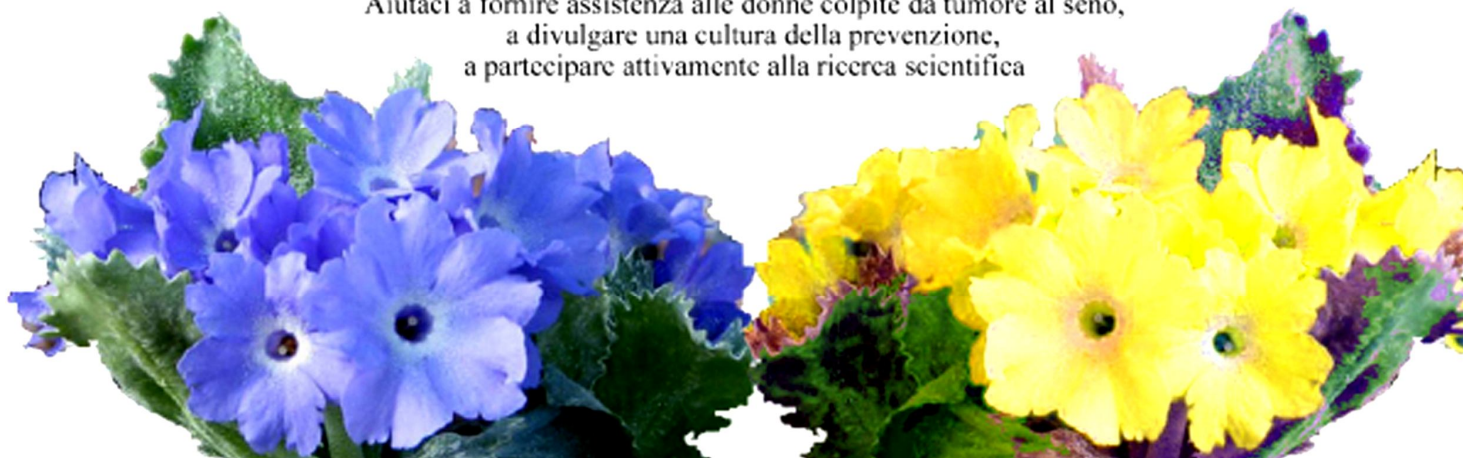 Aiutaci a fornire assistenza alle donne colpite da tumore al seno,
a divulgare una cultura della prevenzione,
a partecipare attivamente alla ricerca scientifica